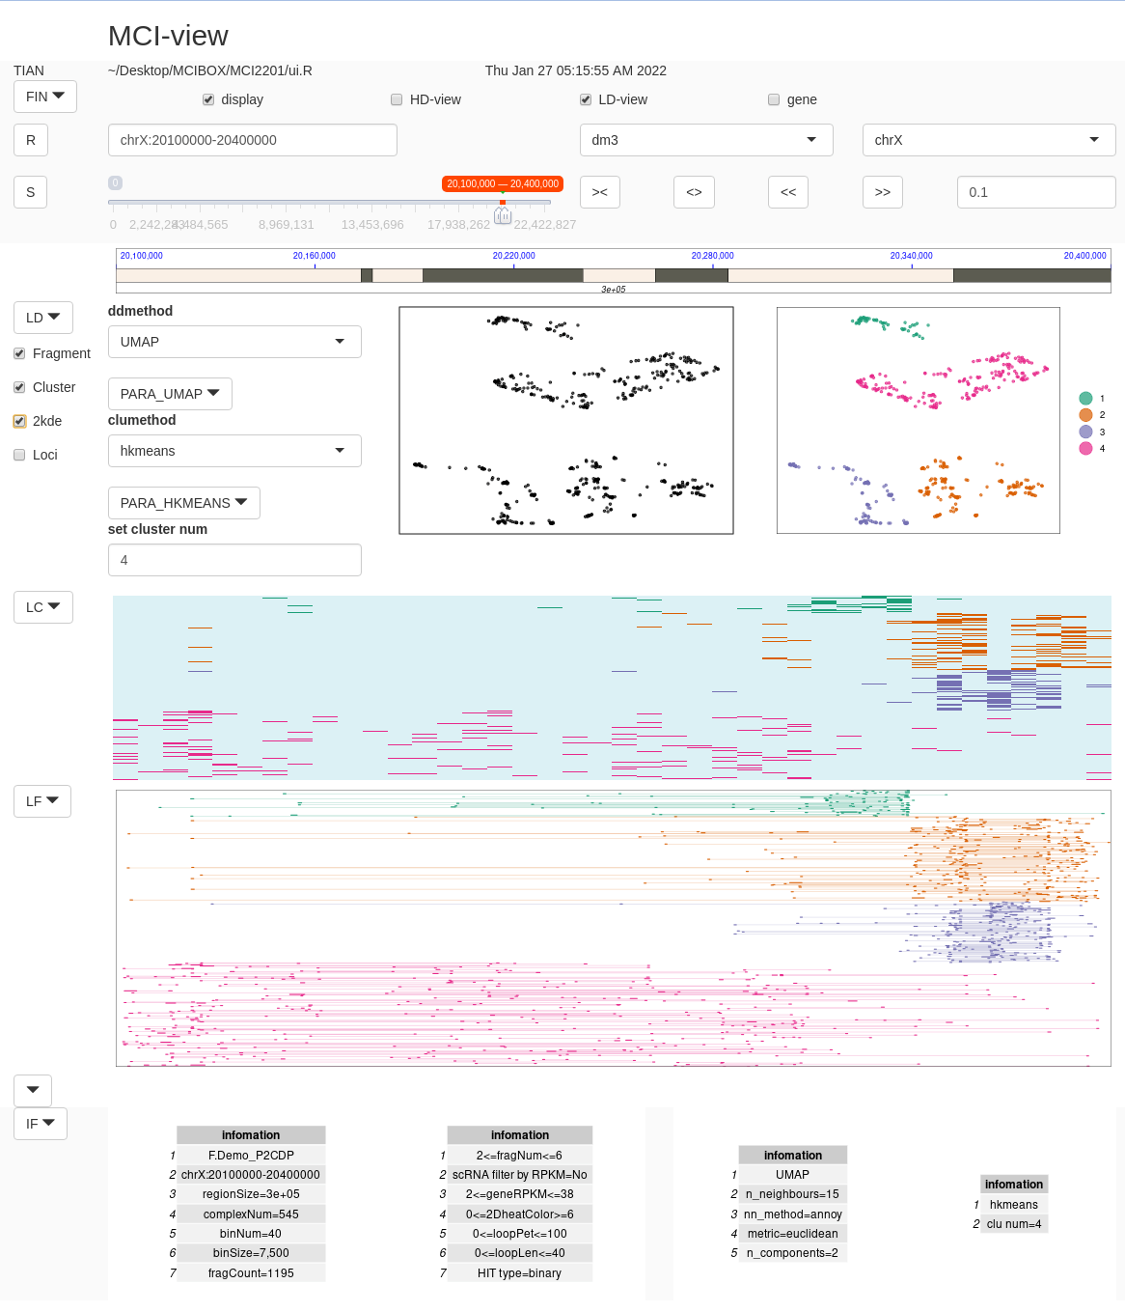 MCI-view
TIAN ~/Desktop/MCIBOX/MCI2201/ui.R Thu Jan 27 05:15:55 AM 2022
FIN display HD-view LD-view gene
R chrX:20100000-20400000 dm3 chrX
S 0 20,100,000 — 20,400,000 >< <> << >> 0.1
0 2,242,283 4,484,565 8,969,131 13,453,696 17,938,262 22,422,827
20,100,000 20,160,000 20,220,000 20,280,000 20,340,000 20,400,000
3e+05
LD ddmethod
Fragment UMAP
Cluster PARA_UMAP
2kde clumethod
Loci hkmeans
PARA_HKMEANS
set cluster num
4
1
2
3
4
LC
LF
IF
infomation
1 F.Demo_P2CDP
2 chrX:20100000-20400000
3 regionSize=3e+05
4 complexNum=545
5 binNum=40
6 binSize=7,500
7 fragCount=1195
infomation
1 2<=fragNum<=6
2 scRNA filter by RPKM=No
3 2<=geneRPKM<=38
4 0<=2DheatColor>=6
5 0<=loopPet<=100
6 0<=loopLen<=40
7 HIT type=binary
infomation
1 UMAP
2 n_neighbours=15
3 nn_method=annoy
4 metric=euclidean
5 n_components=2
infomation
1 hkmeans
2 clu num=4